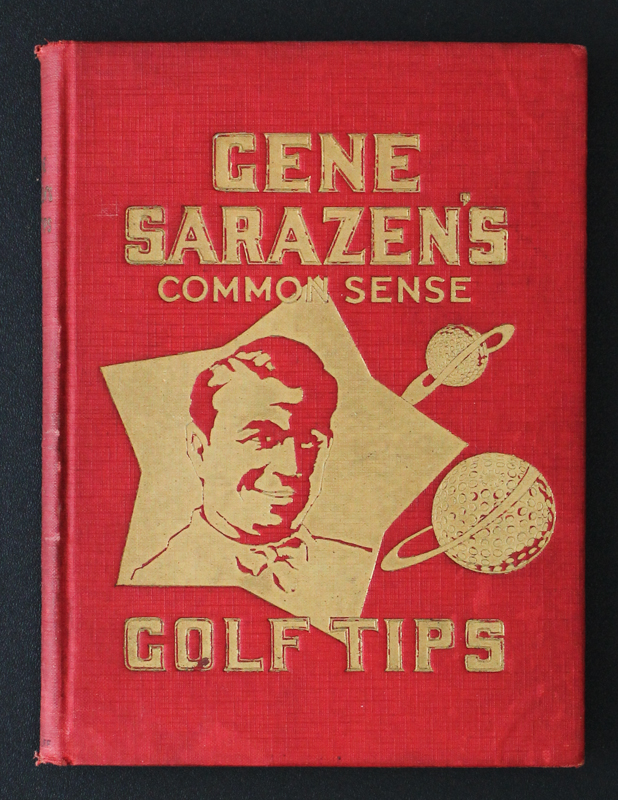 GENE
SARAZEN'S
COMMON SENSE
GOLF TIPS